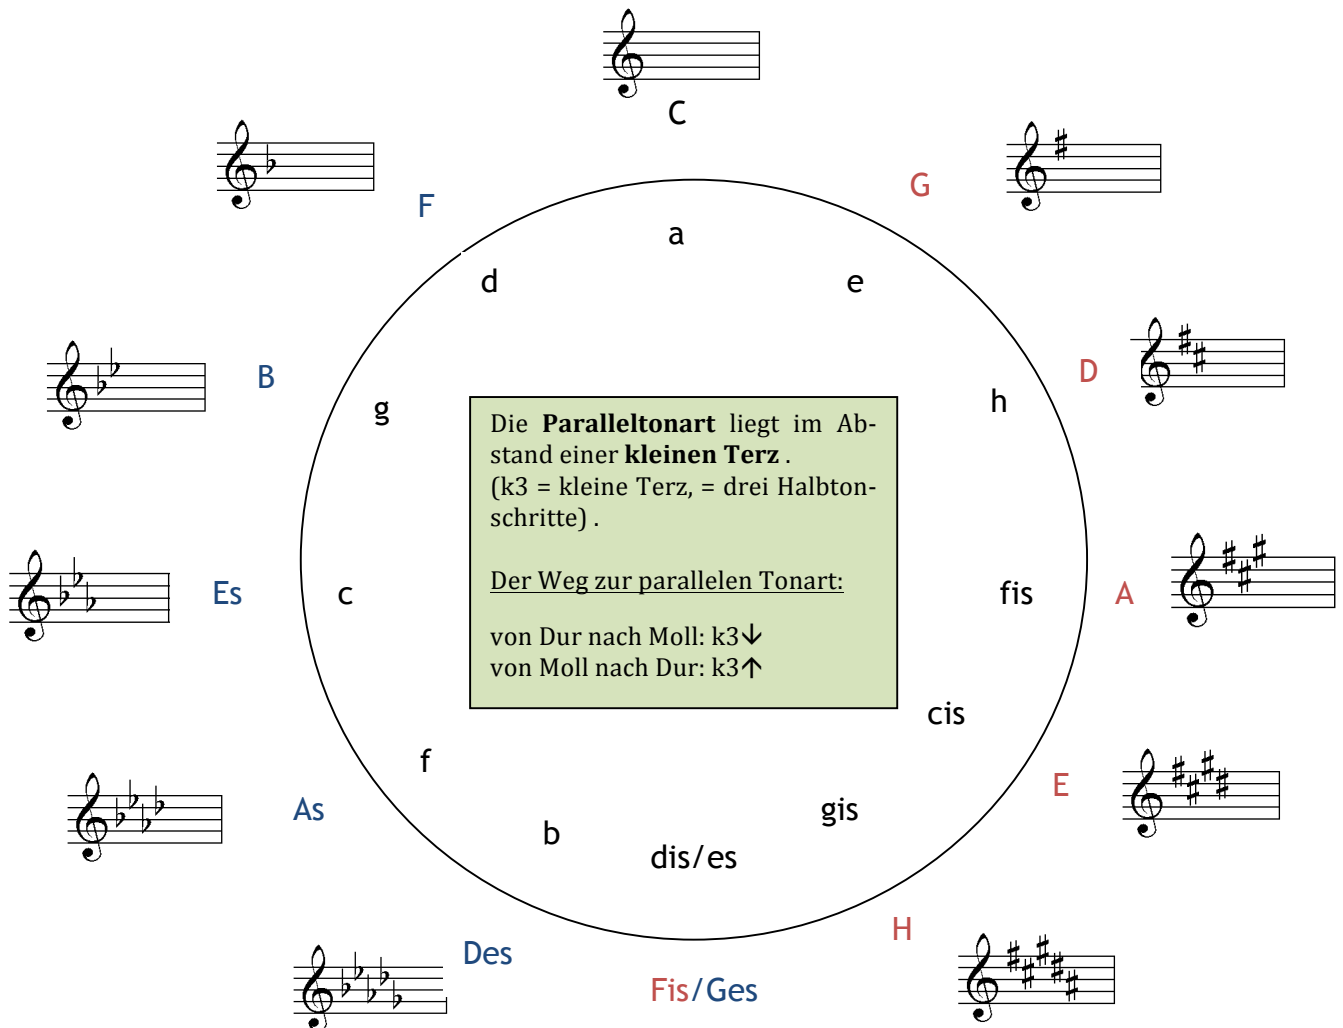 C
G
F
a
d
e
D
B
h
g
Die Paralleltonart liegt im Ab-
stand einer kleinen Terz .
(k3 = kleine Terz, = drei Halbton-
schritte) .
Der Weg zur parallelen Tonart:
von Dur nach Moll: k3↓
von Moll nach Dur: k3↑
Es
c
fis
A
cis
f
E
As
gis
b
dis/es
H
Des
Fis/Ges